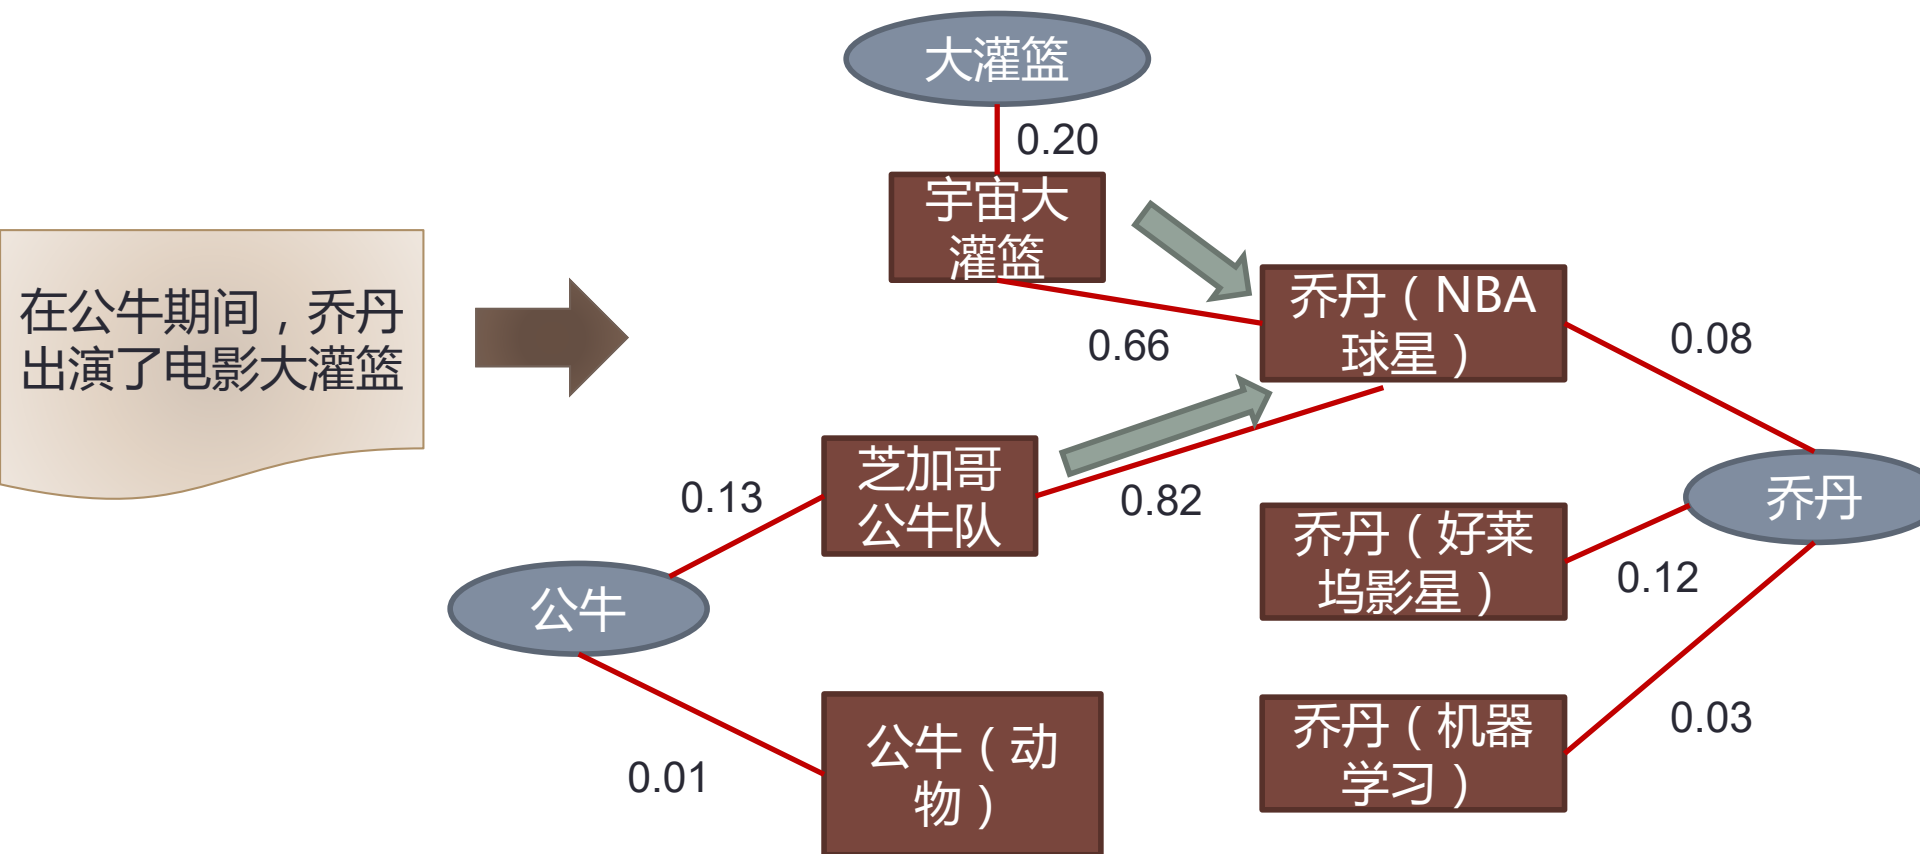 大灌篮
0.20
宇宙大
灌篮
在公牛期间，乔丹
出演了电影大灌篮
乔丹（NBA
球星）
0.66
0.08
芝加哥
公牛队
0.13
0.82
乔丹
乔丹（好莱
坞影星）
0.12
公牛
0.01
公牛（动
物）
乔丹（机器
学习）
0.03